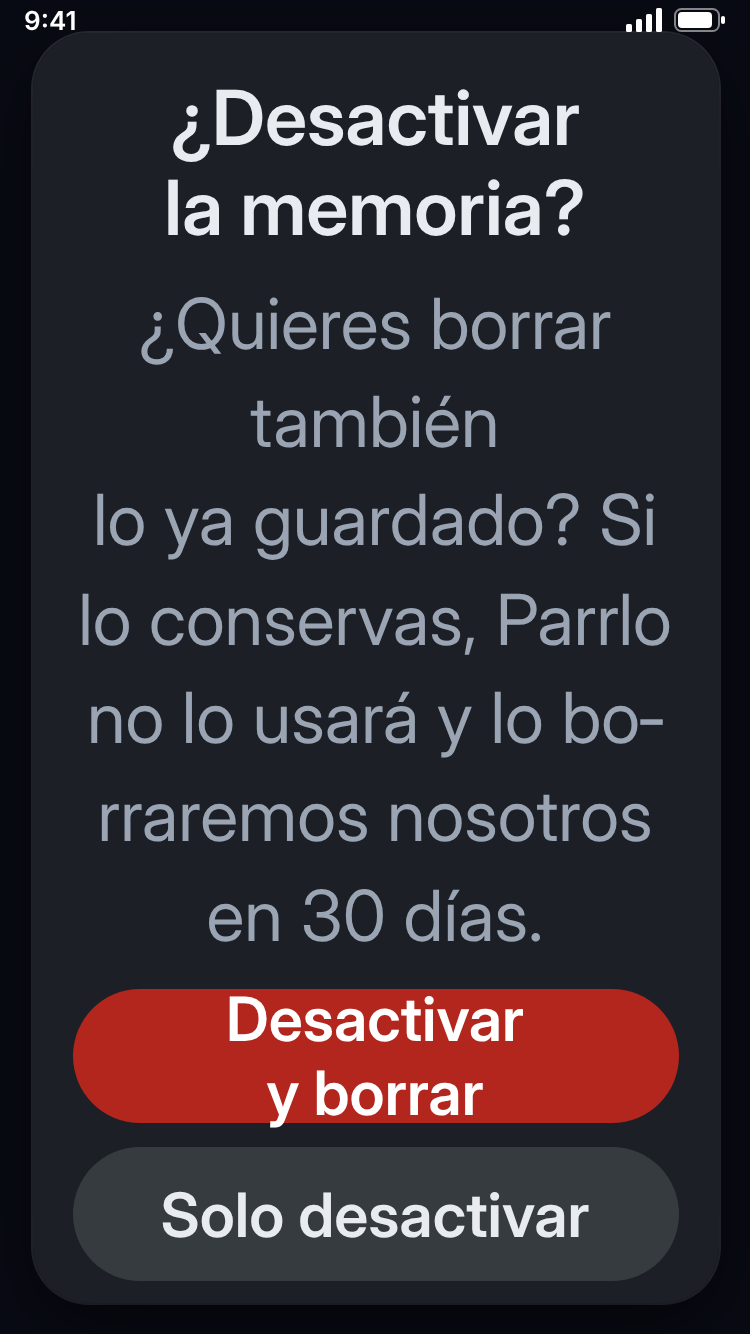 9:41
¿Desactivar
la memoria?
¿Quieres borrar
también
lo ya guardado? Si
lo conservas, Parrlo
no lo usará y lo bo-
rraremos nosotros
en 30 días.
Desactivar
y borrar
Solo desactivar